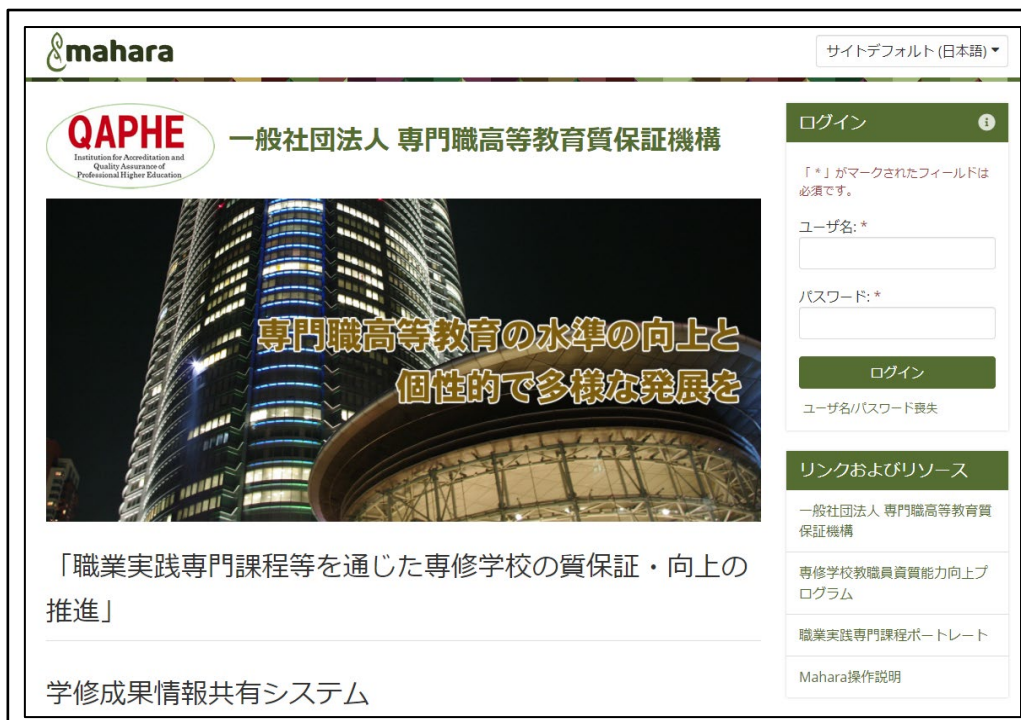 mahara
サイトデフォルト (日本語)
QAPHE
Institution for Accreditation and
Quality Assurance of
Professional Higher Education
一般社団法人 専門職高等教育質保証機構
専門職高等教育の水準の向上と
個性的で多様な発展を
「職業実践専門課程等を通じた専修学校の質保証・向上の
推進」
学修成果情報共有システム
ログイン
「 * 」がマークされたフィールドは
必須です。
ユーザ名: *
パスワード: *
ログイン
ユーザ名/パスワード喪失
リンクおよびリソース
一般社団法人 専門職高等教育質
保証機構
専修学校教職員資質能力向上プ
ログラム
職業実践専門課程ポートレート
Mahara操作説明